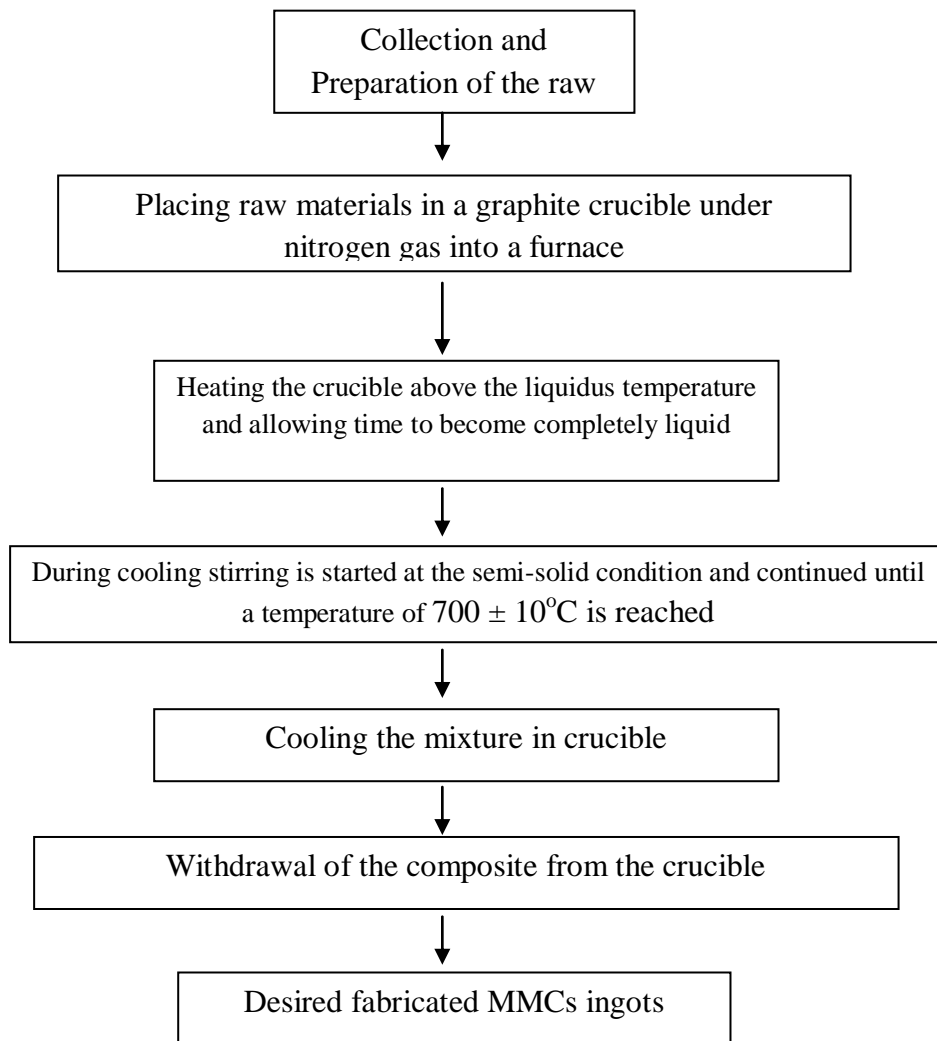 Collection and
Preparation of the raw
Placing raw materials in a graphite crucible under
nitrogen gas into a furnace
Heating the crucible above the liquidus temperature
and allowing time to become completely liquid
During cooling stirring is started at the semi-solid condition and continued until
a temperature of 700 ± 10°C is reached
Cooling the mixture in crucible
Withdrawal of the composite from the crucible
Desired fabricated MMCs ingots